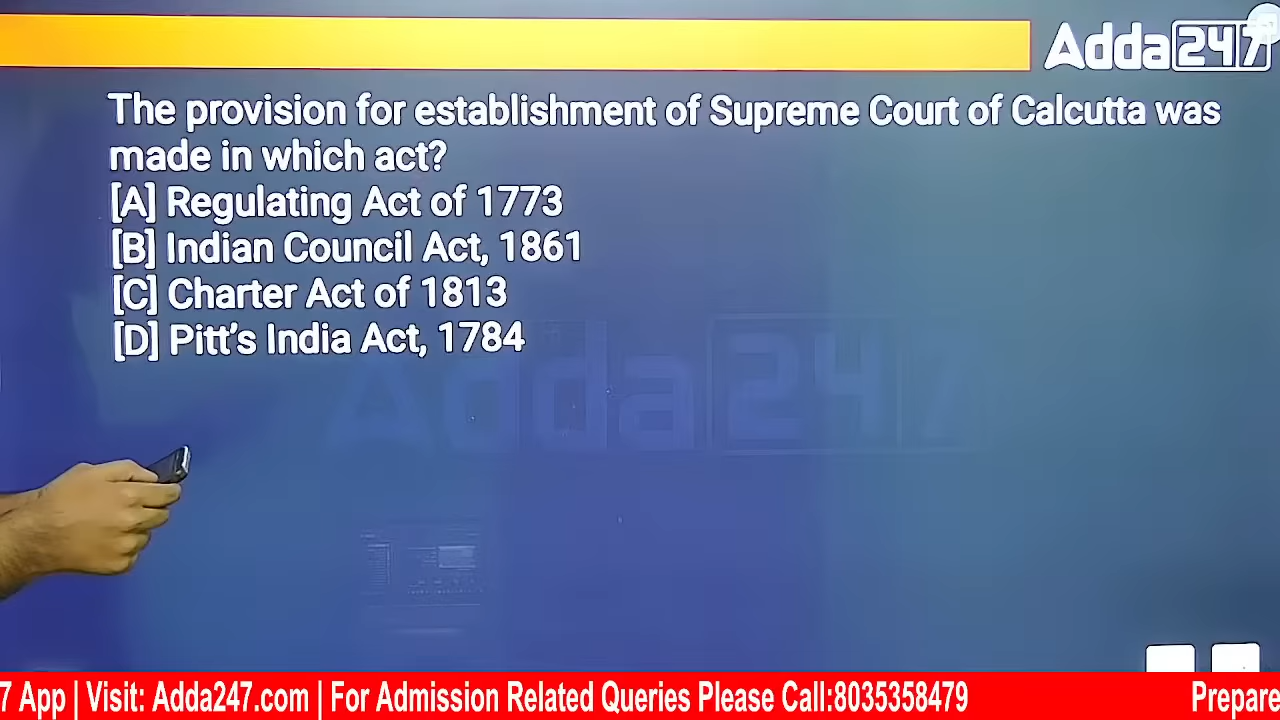 Adda247
The provision for establishment of Supreme Court of Calcutta was
made in which act?
[A] Regulating Act of 1773
[B] Indian Council Act, 1861
[C] Charter Act of 1813
[D] Pitt's India Act, 1784
Adda247
7 App | Visit: Adda247.com | For Admission Related Queries Please Call:8035358479 Prepare